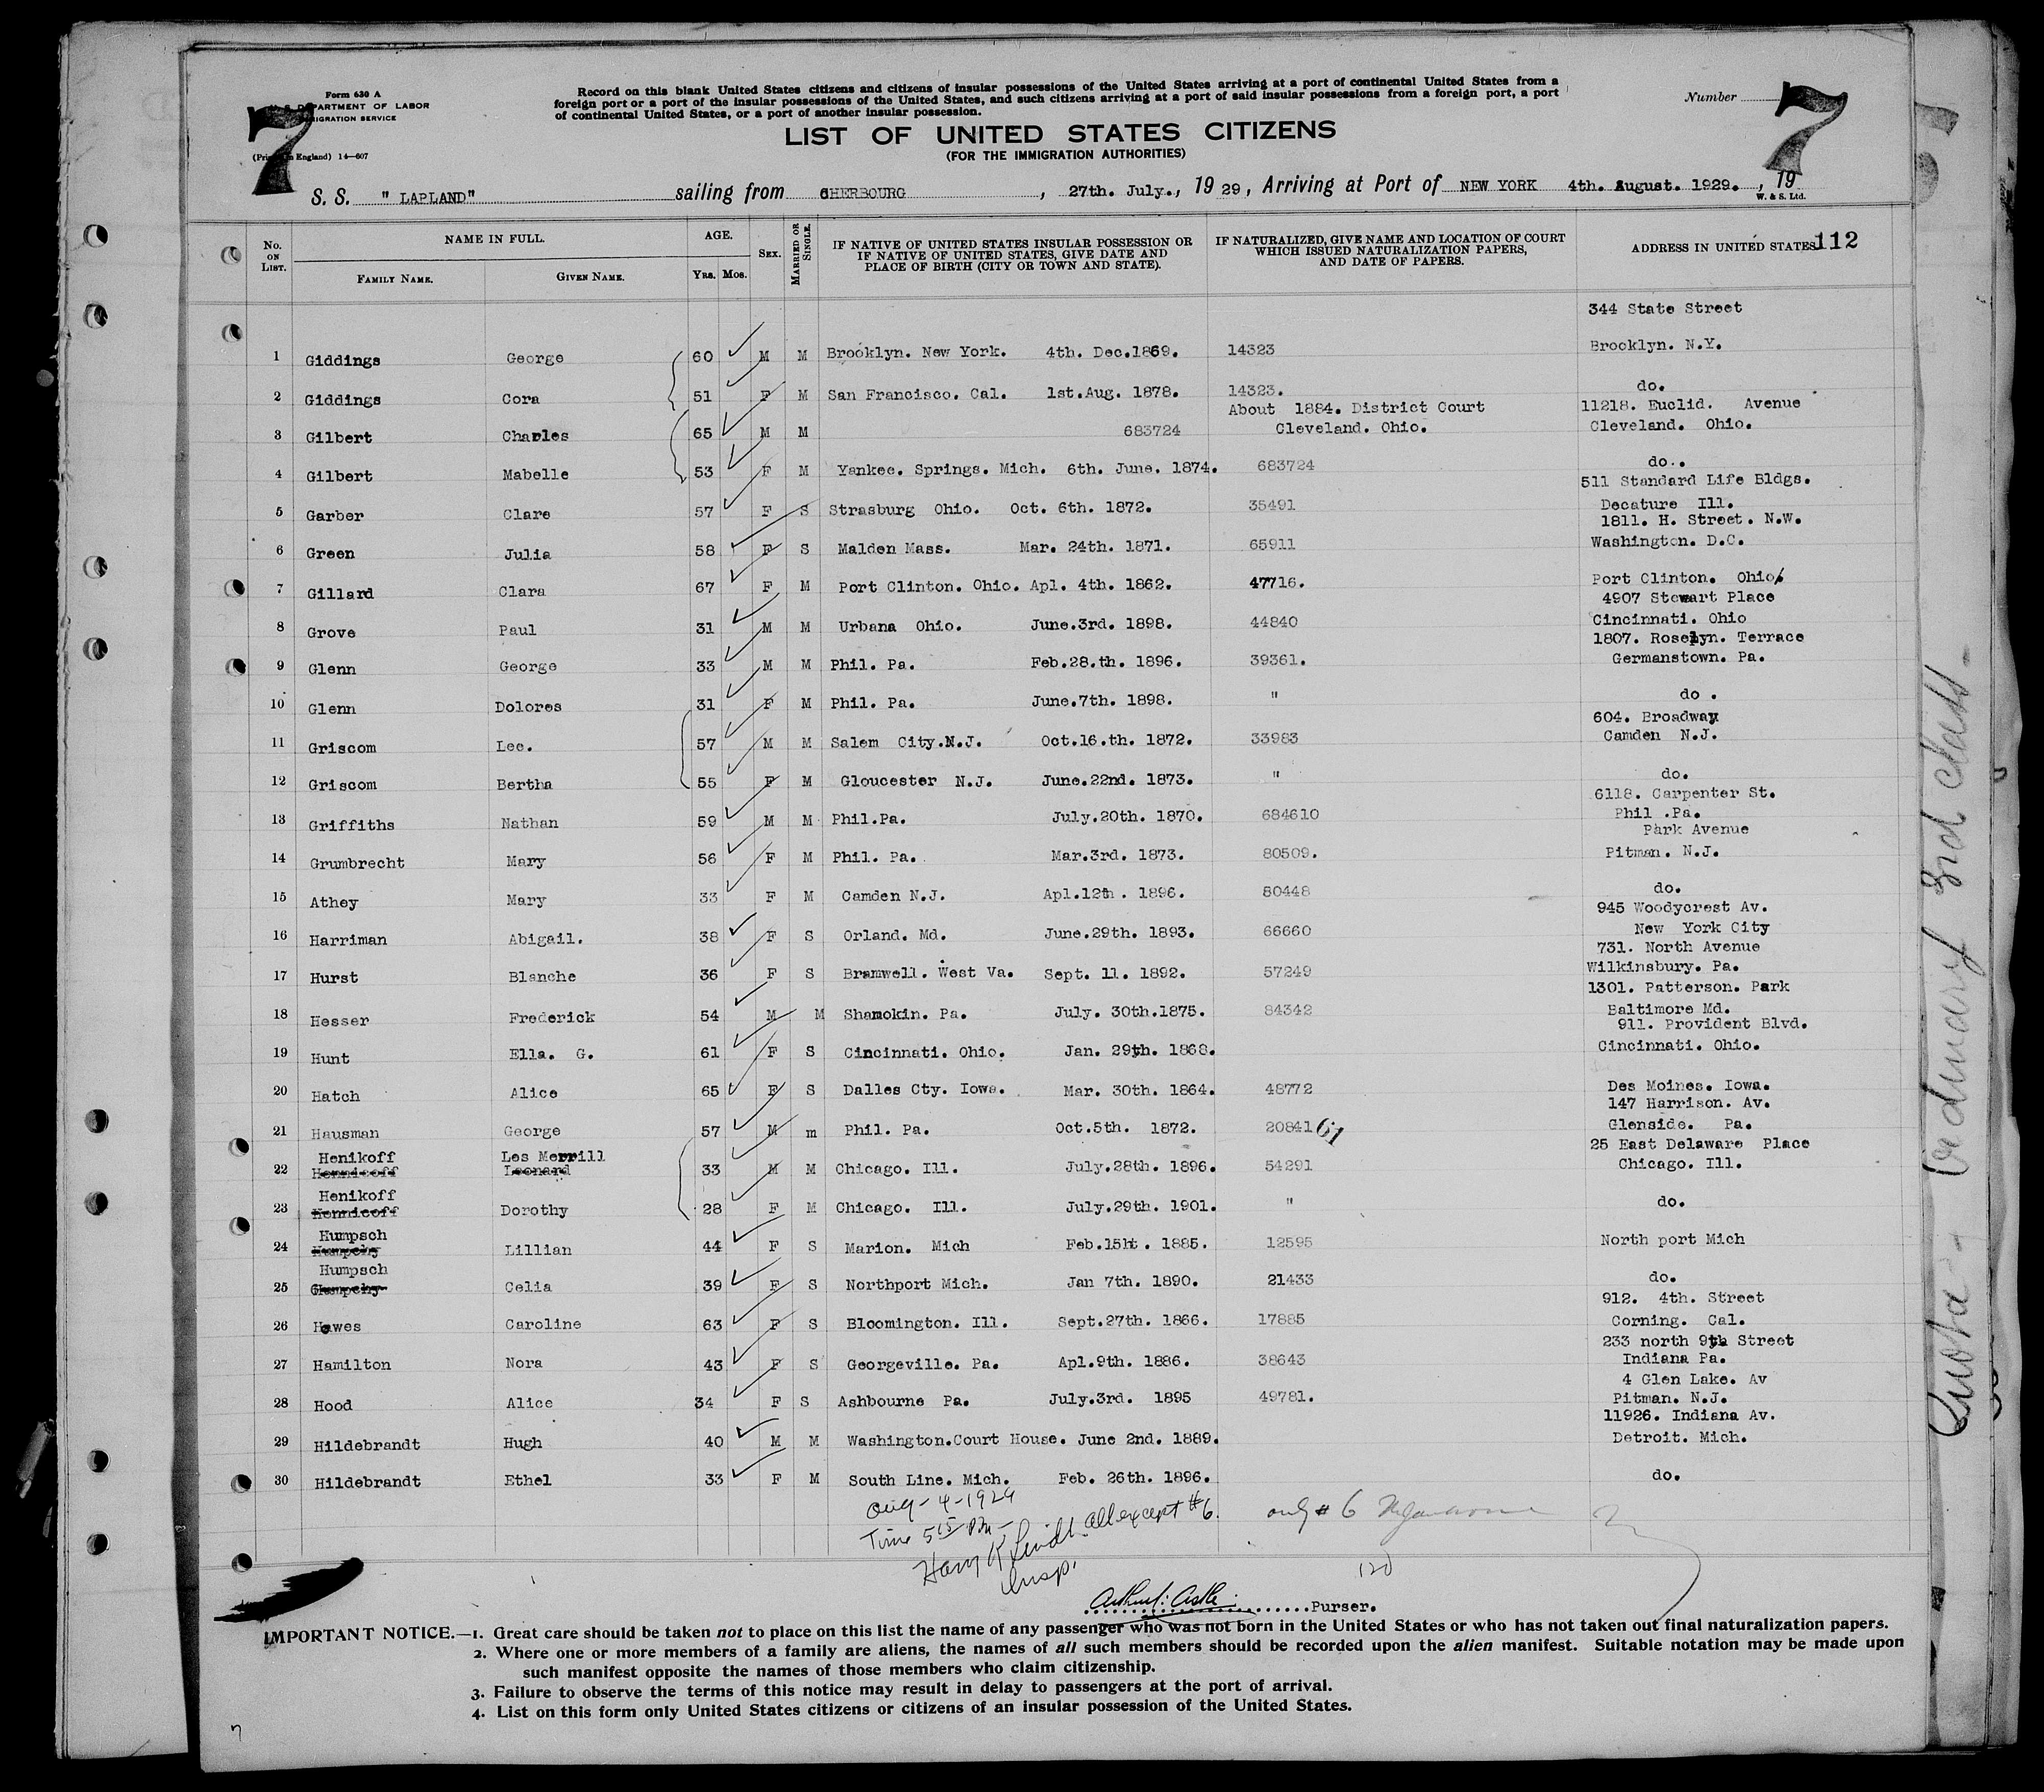 Form 630 A
U. S. DEPARTMENT OF LABOR
IMMIGRATION SERVICE
(Printed in England) 14—607
7
Record on this blank United States citizens and citizens of insular possessions of the United States arriving at a port of continental United States from a
foreign port or a port of the insular possessions of the United States, and such citizens arriving at a port of said insular possessions from a foreign port, a port
of continental United States, or a port of another insular possession.
Number
7
LIST OF UNITED STATES CITIZENS
(FOR THE IMMIGRATION AUTHORITIES)
S. S. " LAPLAND" sailing from CHERBOURG , 27th. July., 19 29, Arriving at Port of NEW YORK 4th. August. 1929. , 19
W. & S. Ltd.
No. ON LIST. NAME IN FULL. AGE. SEX. MARRIED OR SINGLE. IF NATIVE OF UNITED STATES INSULAR POSSESSION OR IF NATIVE OF UNITED STATES, GIVE DATE AND PLACE OF BIRTH (CITY OR TOWN AND STATE). IF NATURALIZED, GIVE NAME AND LOCATION OF COURT WHICH ISSUED NATURALIZATION PAPERS, AND DATE OF PAPERS. ADDRESS IN UNITED STATES 112
FAMILY NAME. GIVEN NAME. Yrs. Mos.
344 State Street
1 Giddings George 60 M M Brooklyn. New York. 4th. Dec.1869. 14323 Brooklyn. N.Y.
2 Giddings Cora 51 F M San Francisco. Cal. 1st.Aug. 1878. 14323. do.
About 1884. District Court 11218. Euclid. Avenue
3 Gilbert Charles 65 M M 683724 Cleveland. Ohio. Cleveland. Ohio.
4 Gilbert Mabelle 53 F M Yankee. Springs. Mich. 6th. June. 1874. 683724 do..
511 Standard Life Bldgs.
5 Garber Clare 57 F S Strasburg Ohio. Oct. 6th. 1872. 35491 Decature Ill.
1811. H. Street. N.W.
6 Green Julia 58 F S Malden Mass. Mar. 24th. 1871. 65911 Washington. D.C.
7 Gillard Clara 67 F M Port Clinton. Ohio. Apl. 4th. 1862. 47716. Port Clinton. Ohio.
4907 Stewart Place
8 Grove Paul 31 M M Urbana Ohio. June.3rd. 1898. 44840 Cincinnati. Ohio
1807. Roselyn. Terrace
9 Glenn George 33 M M Phil. Pa. Feb.28.th. 1896. 39361. Germanstown. Pa.
10 Glenn Dolores 31 F M Phil. Pa. June.7th. 1898. " do .
604. Broadway
11 Griscom Lee. 57 M M Salem City.N.J. Oct.16.th. 1872. 33983 Camden N.J.
12 Griscom Bertha 55 F M Gloucester N.J. June.22nd. 1873. " do.
6118. Carpenter St.
13 Griffiths Nathan 59 M M Phil.Pa. July.20th. 1870. 684610 Phil .Pa.
Park Avenue
14 Grumbrecht Mary 56 F M Phil. Pa. Mar.3rd. 1873. 80509. Pitman. N.J.
15 Athey Mary 33 F M Camden N.J. Apl.12th . 1896. 80448 do.
945 Woodycrest Av.
16 Harriman Abigail. 38 F S Orland. Md. June.29th. 1893. 66660 New York City
731. North Avenue
17 Hurst Blanche 36 F S Bramwell. West Va. Sept. 11. 1892. 57249 Wilkinsbury. Pa.
1301. Patterson. Park
18 Hesser Frederick 54 M M Shamokin. Pa. July. 30th.1875. 84342 Baltimore Md.
911. Provident Blvd.
19 Hunt Ella. G. 61 F S Cincinnati. Ohio. Jan. 29th. 1868. Cincinnati. Ohio.
20 Hatch Alice 65 F S Dalles Cty. Iowa. Mar. 30th. 1864. 48772 Des Moines. Iowa.
147 Harrison. Av.
21 Hausman George 57 M m Phil. Pa. Oct.5th. 1872. 20841 61 Glenside. Pa.
Henikoff Les Merrill 25 East Delaware Place
22 Hennicoff Leonard 33 M M Chicago. Ill. July.28th. 1896. 54291 Chicago. Ill.
Henikoff
23 Hennicoff Dorothy 28 F M Chicago. Ill. July.29th. 1901. " do.
Humpsch
24 Humpchy Lillian 44 F S Marion. Mich Feb.15ht . 1885. 12595 North port Mich
Humpsch
25 Humpchy Celia 39 F S Northport Mich. Jan 7th. 1890. 21433 do.
912. 4th. Street
26 Hawes Caroline 63 F S Bloomington. Ill. Sept.27th. 1866. 17885 Corning. Cal.
233 north 9th Street
27 Hamilton Nora 43 F S Georgeville. Pa. Apl.9th. 1886. 38643 Indiana Pa.
4 Glen Lake. Av
28 Hood Alice 34 F S Ashbourne Pa. July.3rd. 1895 49781. Pitman. N.J.
11926. Indiana Av.
29 Hildebrandt Hugh 40 M M Washington.Court House. June 2nd. 1889. Detroit. Mich.
30 Hildebrandt Ethel 33 F M South Line. Mich. Feb. 26th. 1896. do.
Aug - 4 - 1929
Time 5 15 PM - all except #6. only # 6
Harry K
Insp.
120
Purser.
IMPORTANT NOTICE.—1. Great care should be taken not to place on this list the name of any passenger who was not born in the United States or who has not taken out final naturalization papers.
2. Where one or more members of a family are aliens, the names of all such members should be recorded upon the alien manifest. Suitable notation may be made upon
such manifest opposite the names of those members who claim citizenship.
3. Failure to observe the terms of this notice may result in delay to passengers at the port of arrival.
4. List on this form only United States citizens or citizens of an insular possession of the United States.
7
ordinary 3rd class